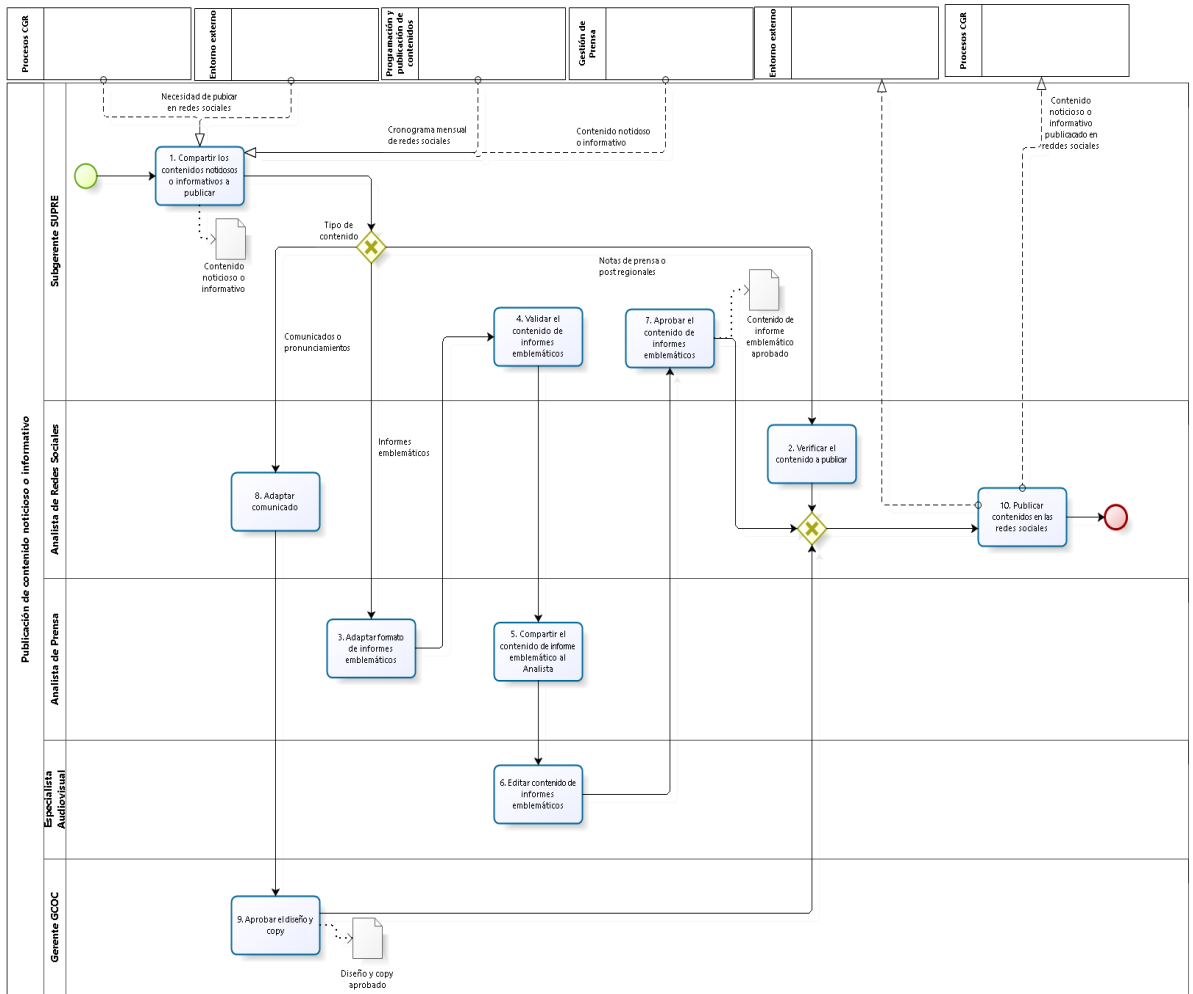 Procesos CGR
Entorno externo
Programación y
publicación de
contenidos
Gestión de
Prensa
Entorno externo
Procesos CGR
Necesidad de pubicar
en redes sociales
Cronograma mensual
de redes sociales
Contenido notidoso
o informativo
Contenido
noticioso o
informativo
publiacado en
reddes sociales
Publicación de contenido noticioso o informativo
Subgerente SUPRE
1. Compartir los
contenidos notidosos
o informativos a
publicar
Contenido
noticioso o
informativo
Tipo de
contenido
Notas de prensa o
post regionales
Comunicados o
pronunciamientos
4. Validar el
contenido de
informes
emblemáticos
7. Aprobar el
contenido de
informes
emblemáticos
Contenido de
informe
emblemático
aprobado
Analista de Redes Sociales
Informes
emblemáticos
2. Verificar el
contenido a publicar
8. Adaptar
comunicado
10. Publicar
contenidos en las
redes sociales
Analista de Prensa
3. Adaptar formato
de informes
emblemáticos
5. Compartir el
contenido de informe
emblemático al
Analista
Especialista
Audiovisual
6. Editar contenido de
informes
emblemáticos
Gerente GCOC
9. Aprobar el diseño y
copy
Diseño y copy
aprobado